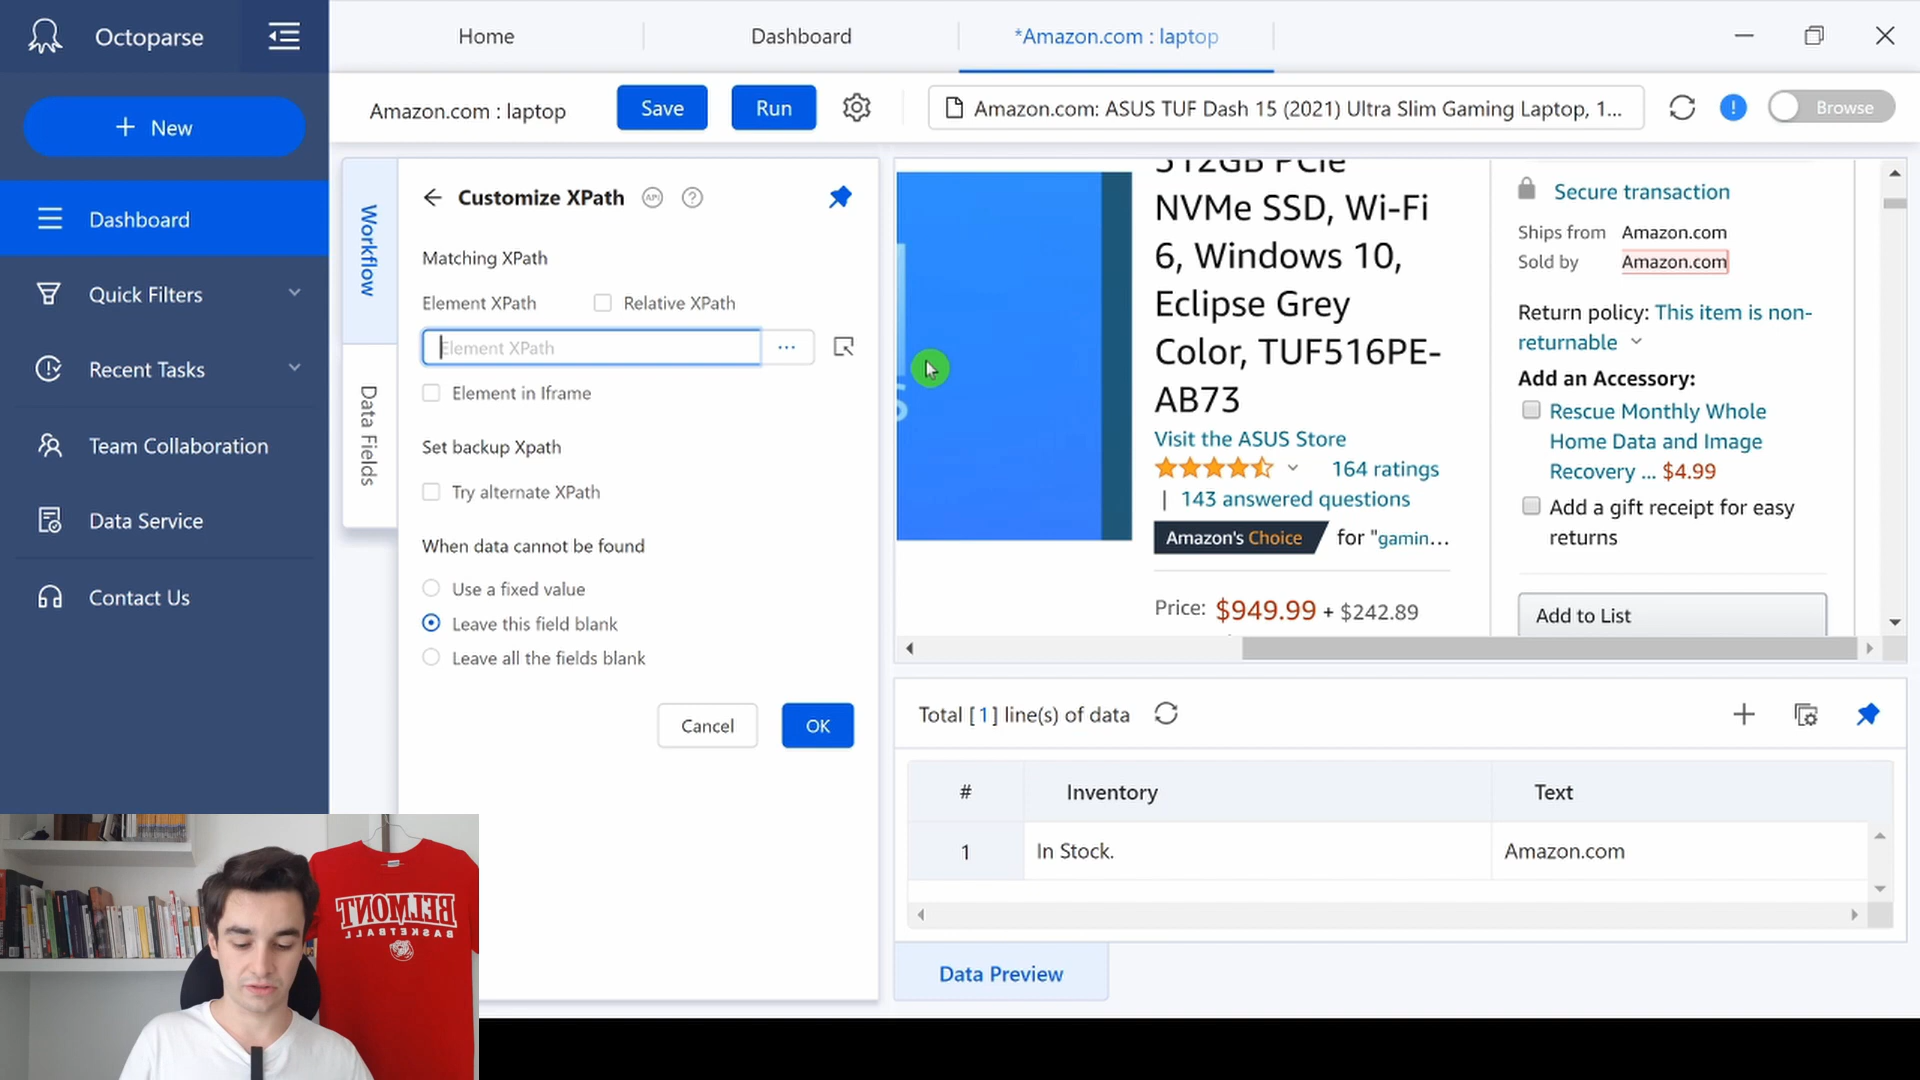 Octoparse
Home
Dashboard
*Amazon.com : laptop
New
Amazon.com : laptop
Save
Run
Amazon.com: ASUS TUF Dash 15 (2021) Ultra Slim Gaming Laptop, 1...
Browse
Dashboard
Quick Filters
Recent Tasks
Team Collaboration
Data Service
Contact Us
Workflow
Data Fields
Customize XPath
API
?
Matching XPath
Element XPath
Relative XPath
Element XPath
...
Element in Iframe
Set backup Xpath
Try alternate XPath
When data cannot be found
Use a fixed value
Leave this field blank
Leave all the fields blank
Cancel
OK
512GB PCIe
NVMe SSD, Wi-Fi
6, Windows 10,
Eclipse Grey
Color, TUF516PE-
AB73
Visit the ASUS Store
164 ratings
| 143 answered questions
Amazon's Choice for "gamin...
Price: $949.99 + $242.89
Secure transaction
Ships from Amazon.com
Sold by Amazon.com
Return policy: This item is non-
returnable
Add an Accessory:
Rescue Monthly Whole
Home Data and Image
Recovery ... $4.99
Add a gift receipt for easy
returns
Add to List
Total [1] line(s) of data
# Inventory Text
1 In Stock. Amazon.com
Data Preview
BELMONT
BASKETBALL